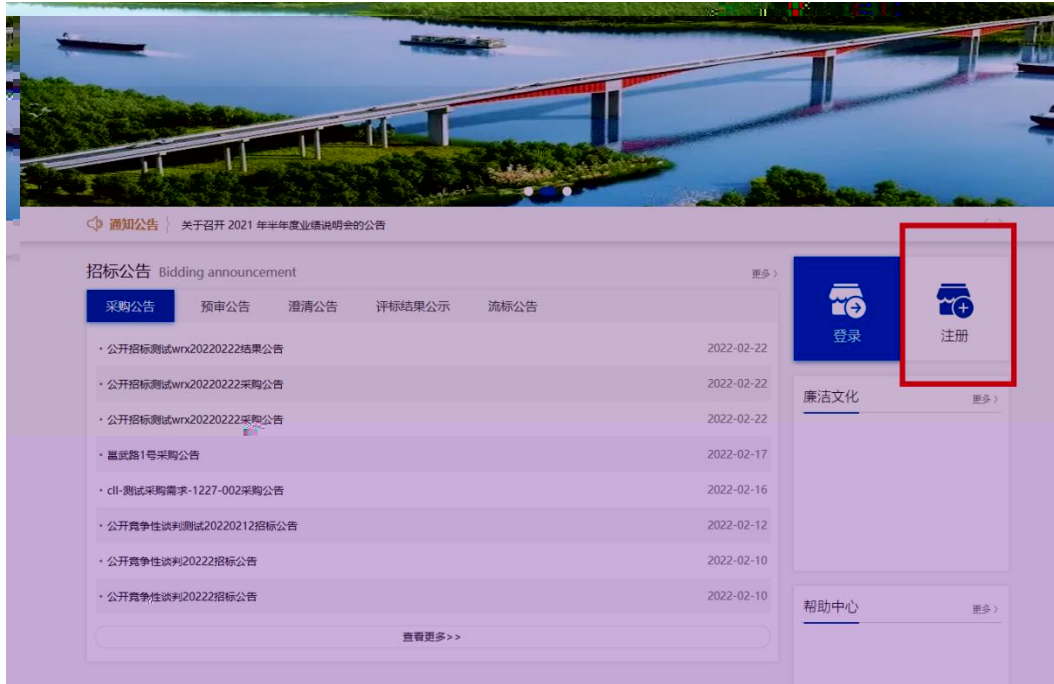 通知公告 关于召开 2021 年半年度业绩说明会的公告
招标公告 Bidding announcement 更多
采购公告 预审公告 澄清公告 评标结果公示 流标公告
· 公开招标测试wrx20220222结果公告 2022-02-22
· 公开招标测试wrx20220222采购公告 2022-02-22
· 公开招标测试wrx20220222采购公告 2022-02-22
· 邕武路1号采购公告 2022-02-17
· cll-测试采购需求-1227-002采购公告 2022-02-16
· 公开竞争性谈判测试20220212招标公告 2022-02-12
· 公开竞争性谈判20222招标公告 2022-02-10
· 公开竞争性谈判20222招标公告 2022-02-10
查看更多>>
登录
注册
廉洁文化 更多
帮助中心 更多